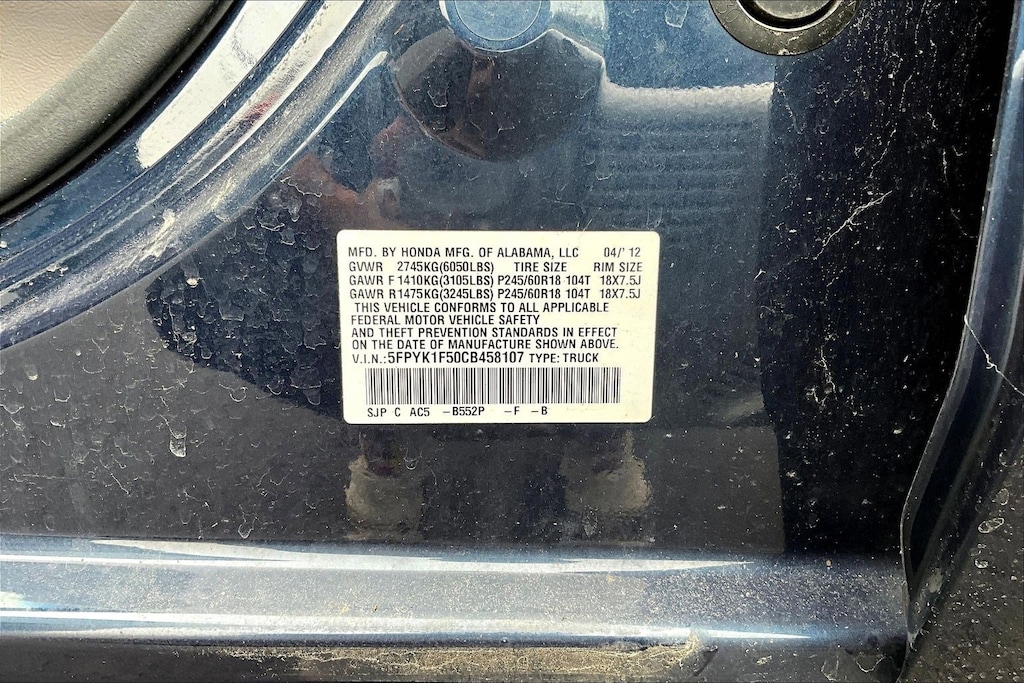 MFD. BY HONDA MFG. OF ALABAMA, LLC 04/' 12
GVWR 2745KG(6050LBS) TIRE SIZE RIM SIZE
GAWR F 1410KG(3105LBS) P245/60R18 104T 18X7.5J
GAWR R 1475KG(3245LBS) P245/60R18 104T 18X7.5J
THIS VEHICLE CONFORMS TO ALL APPLICABLE
FEDERAL MOTOR VEHICLE SAFETY
AND THEFT PREVENTION STANDARDS IN EFFECT
ON THE DATE OF MANUFACTURE SHOWN ABOVE.
V.I.N.: 5FPYK1F50CB458107 TYPE: TRUCK
SJP C AC5 -B552P -F -B